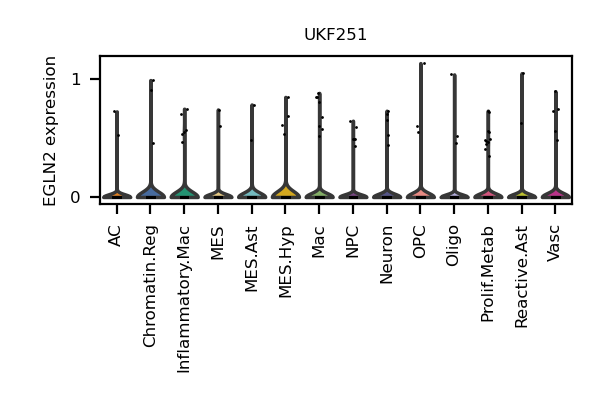 UKF251
EGLN2 expression
1
0
AC
Chromatin.Reg
Inflammatory.Mac
MES
MES.Ast
MES.Hyp
Mac
NPC
Neuron
OPC
Oligo
Prolif.Metab
Reactive.Ast
Vasc